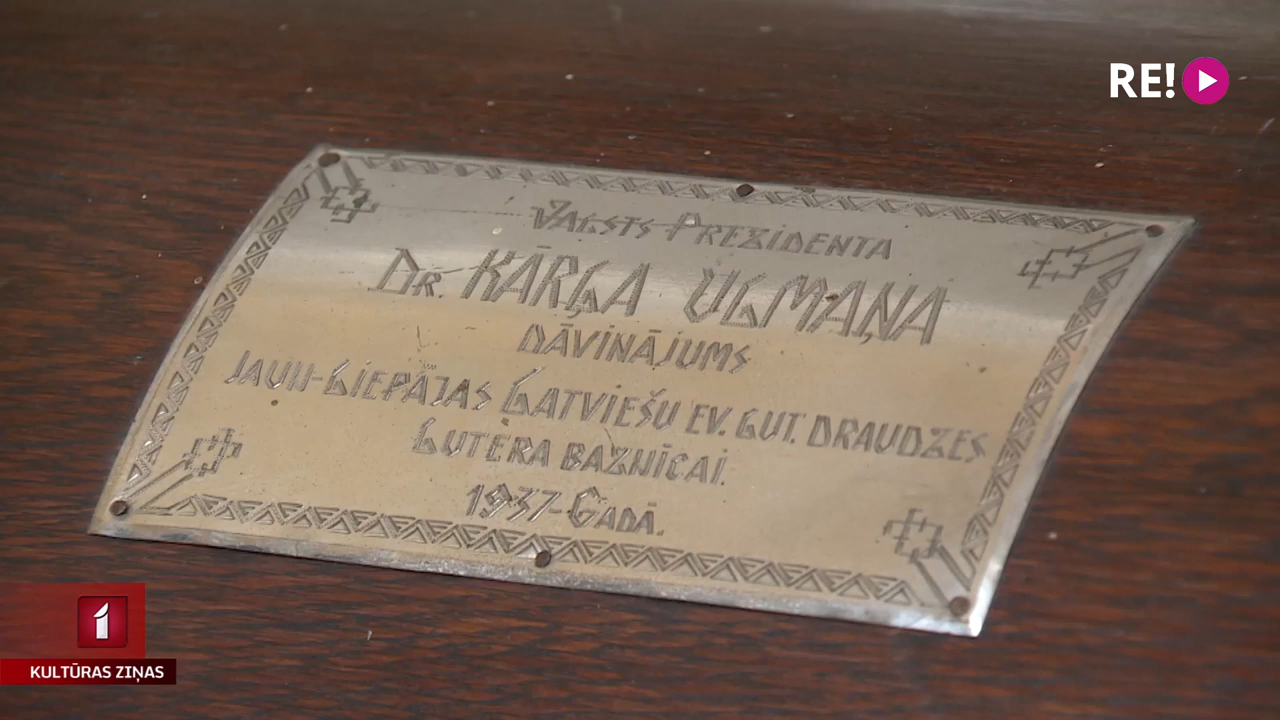 RE!
VALSTS PREZIDENTA
DR. KĀRĻA ULMAŅA
DĀVINĀJUMS
JAUN-LIEPĀJAS LATVIEŠU EV. LUT. DRAUDZES
LUTERA BAZNĪCAI.
1937-GADĀ.
1
KULTŪRAS ZIŅAS